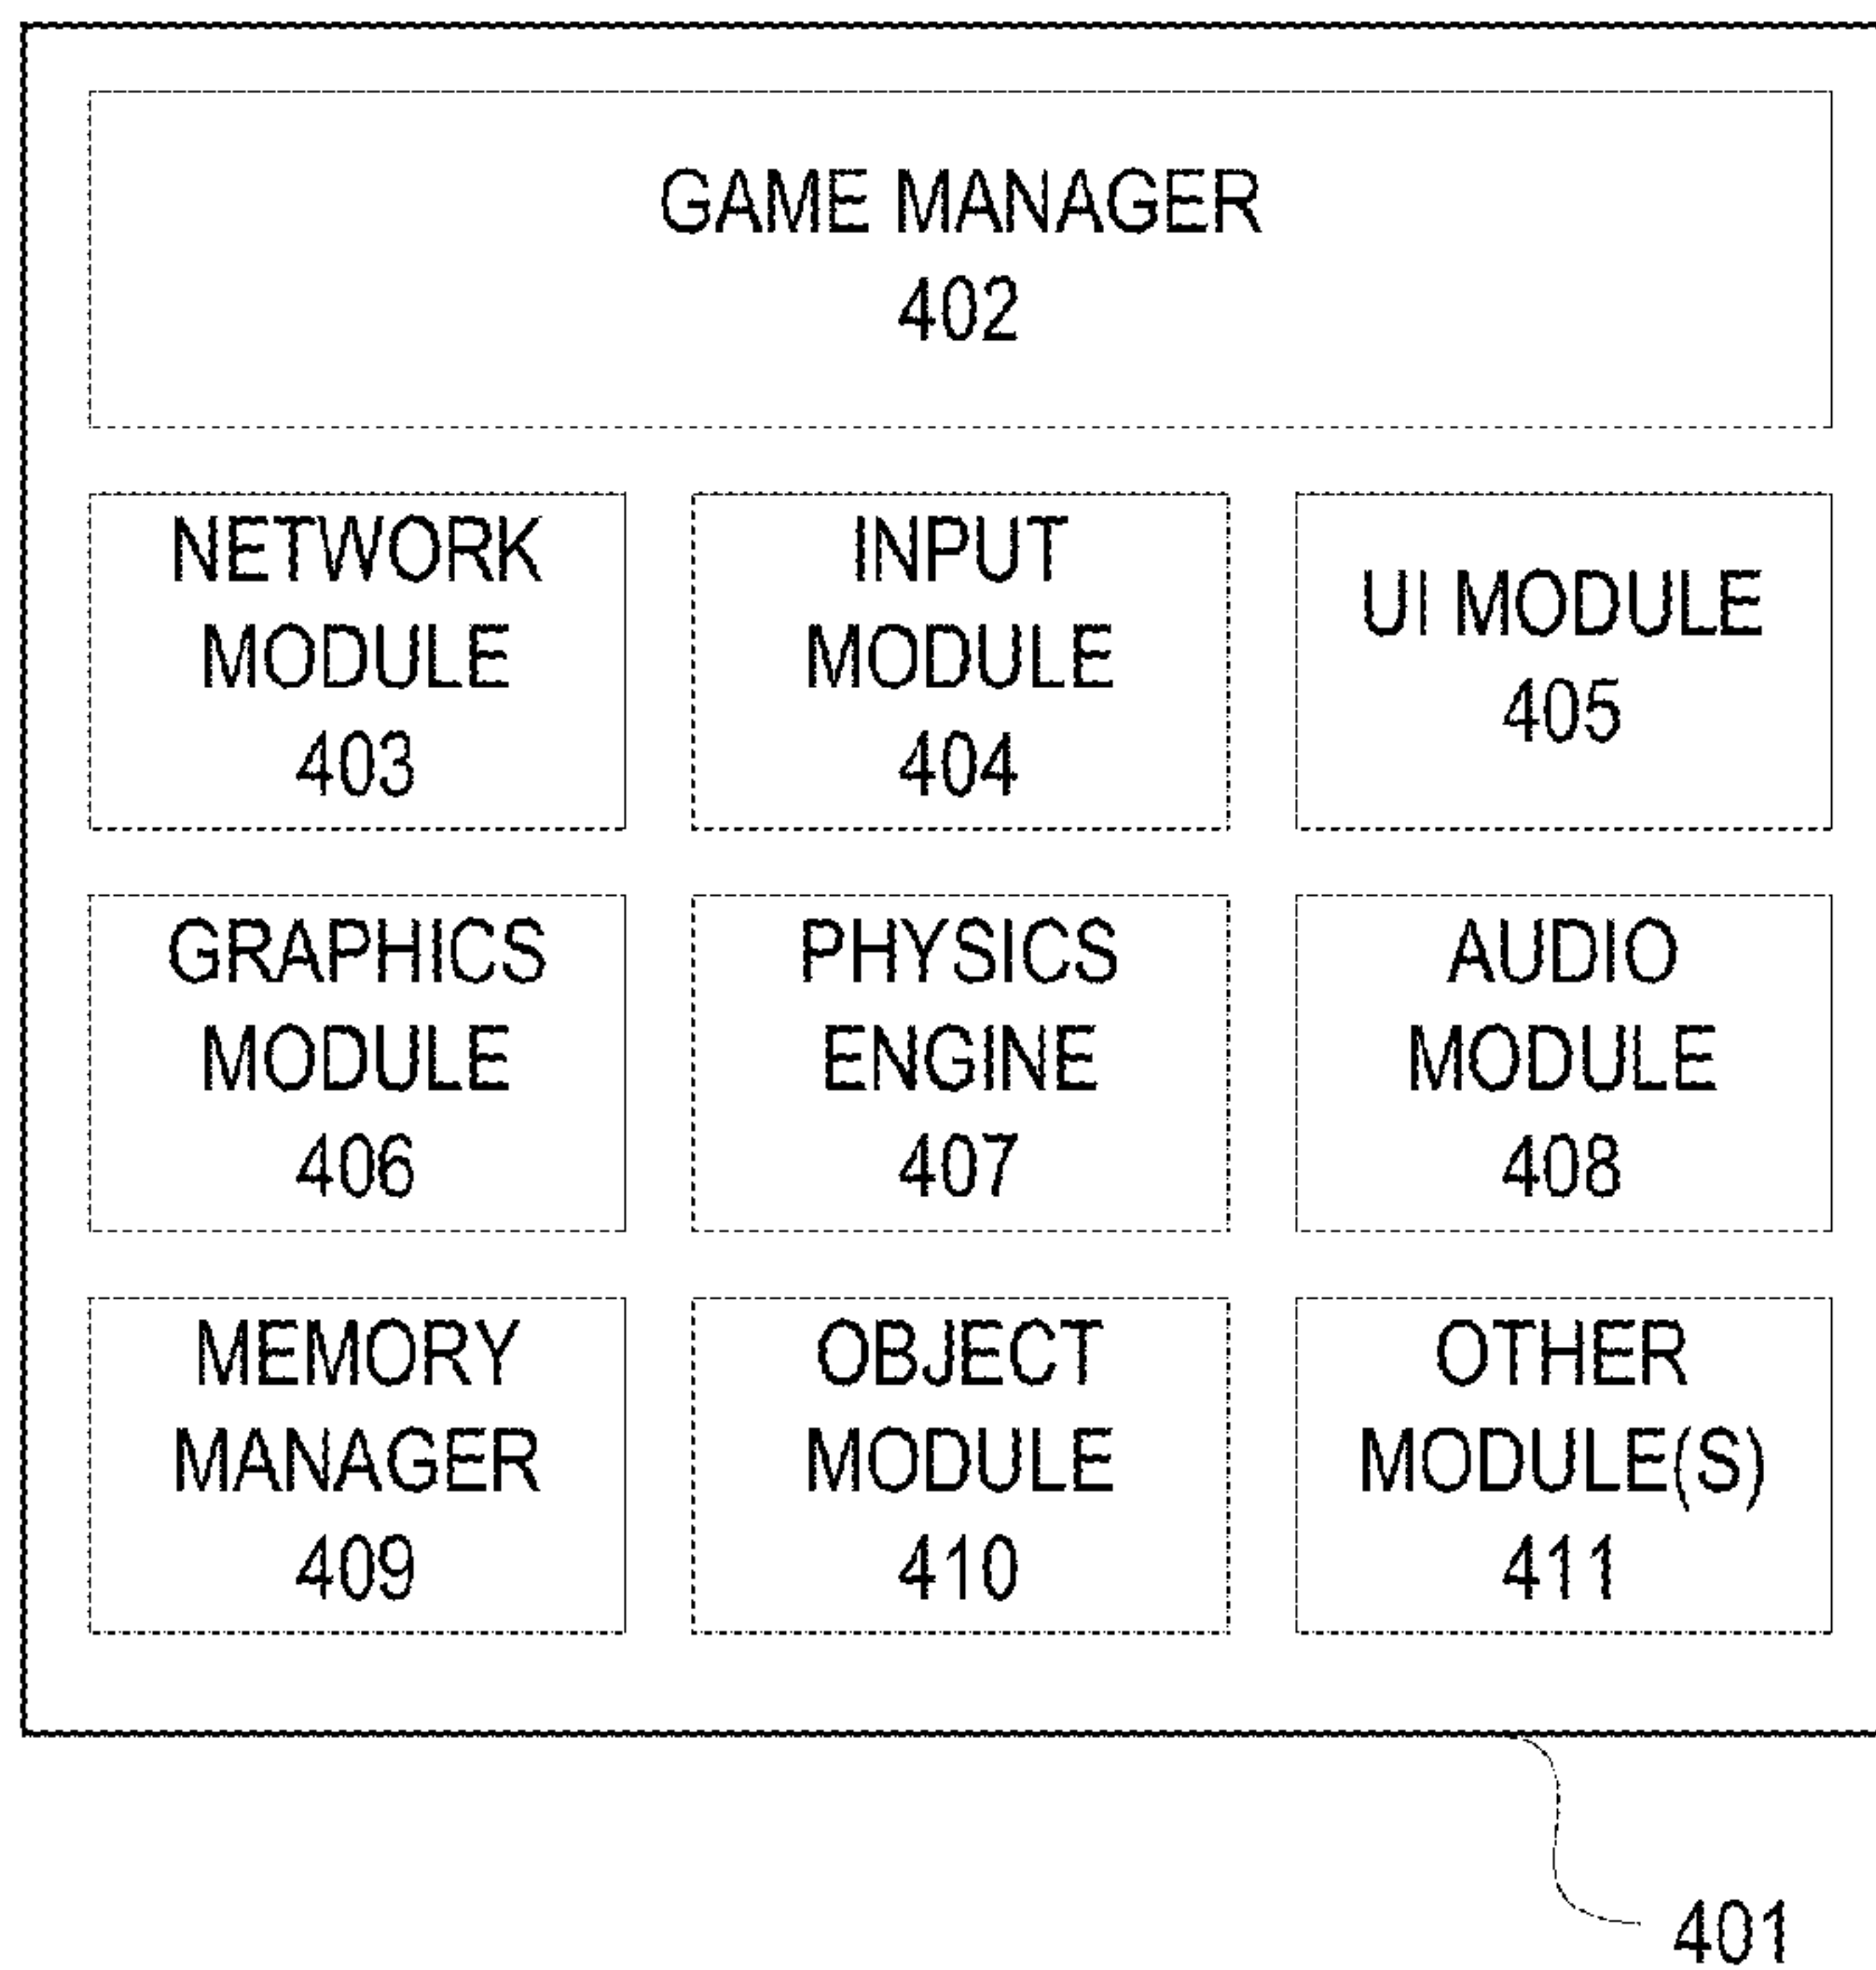 GAME MANAGER
402
NETWORK
MODULE
403
INPUT
MODULE
404
UI MODULE
405
GRAPHICS
MODULE
406
PHYSICS
ENGINE
407
AUDIO
MODULE
408
MEMORY
MANAGER
409
OBJECT
MODULE
410
OTHER
MODULE(S)
411
401